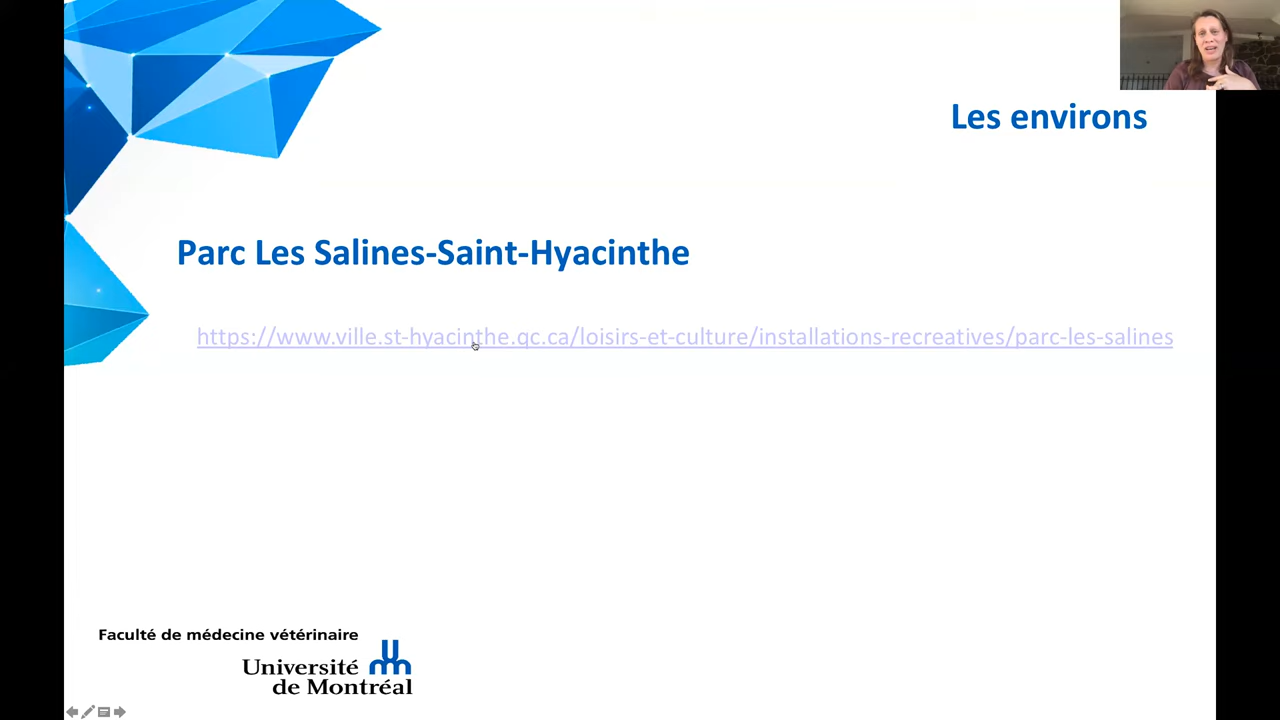 Les environs
Parc Les Salines-Saint-Hyacinthe
https://www.ville.st-hyacinthe.qc.ca/loisirs-et-culture/installations-recreatives/parc-les-salines
Faculté de médecine vétérinaire
Université
de Montréal